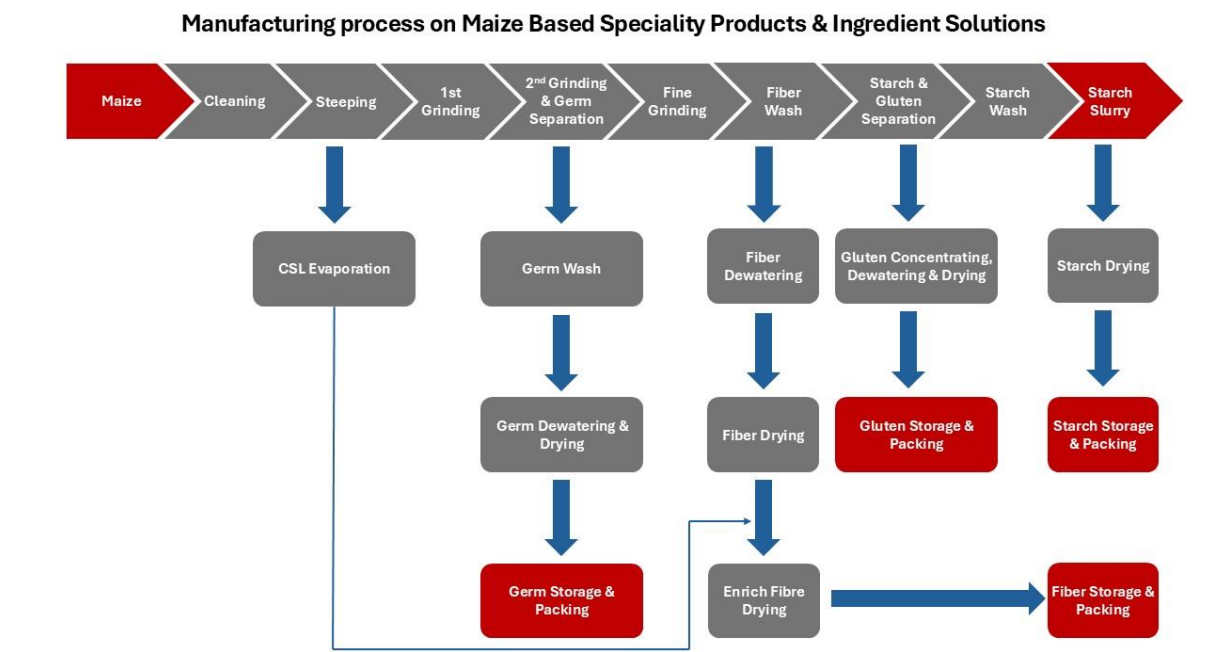 Manufacturing process on Maize Based Speciality Products & Ingredient Solutions
Maize
Cleaning
Steeping
1st
Grinding
2nd Grinding
& Germ
Separation
Fine
Grinding
Fiber
Wash
Starch &
Gluten
Separation
Starch
Wash
Starch
Slurry
CSL Evaporation
Germ Wash
Fiber
Dewatering
Gluten Concentrating,
Dewatering & Drying
Starch Drying
Germ Dewatering &
Drying
Fiber Drying
Gluten Storage &
Packing
Starch Storage
& Packing
Germ Storage &
Packing
Enrich Fibre
Drying
Fiber Storage &
Packing